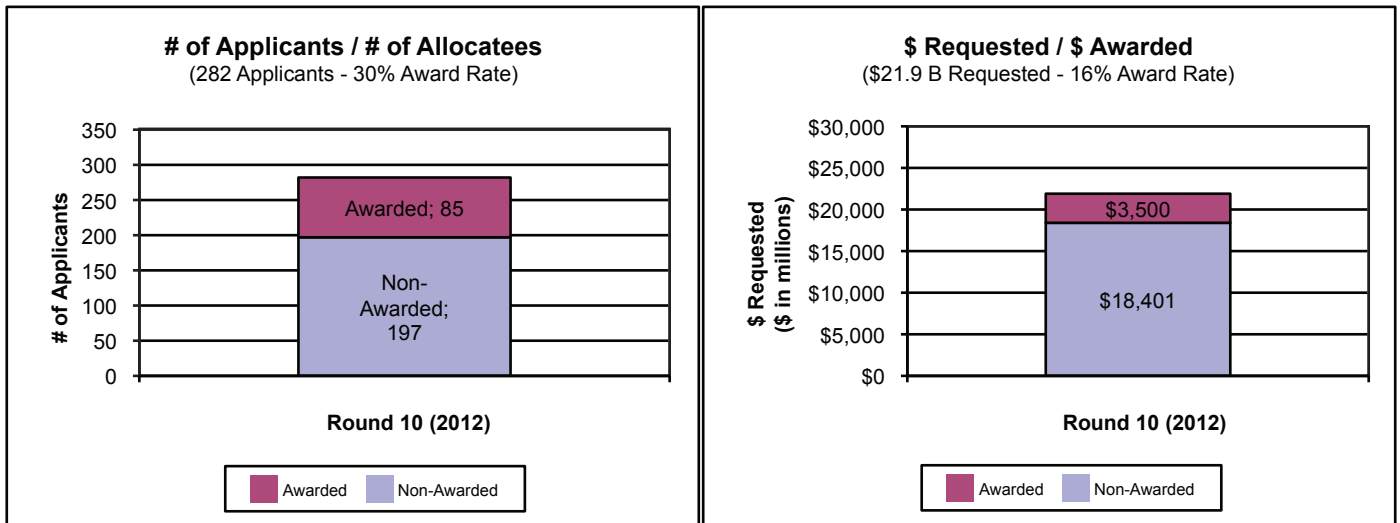 # of Applicants / # of Allocatees
(282 Applicants - 30% Award Rate)
# of Applicants
350
300
250
200
150
100
50
0
Awarded; 85
Non-
Awarded;
197
Round 10 (2012)
Awarded
Non-Awarded
$ Requested / $ Awarded
($21.9 B Requested - 16% Award Rate)
$ Requested
($ in millions)
$30,000
$25,000
$20,000
$15,000
$10,000
$5,000
$0
$3,500
$18,401
Round 10 (2012)
Awarded
Non-Awarded